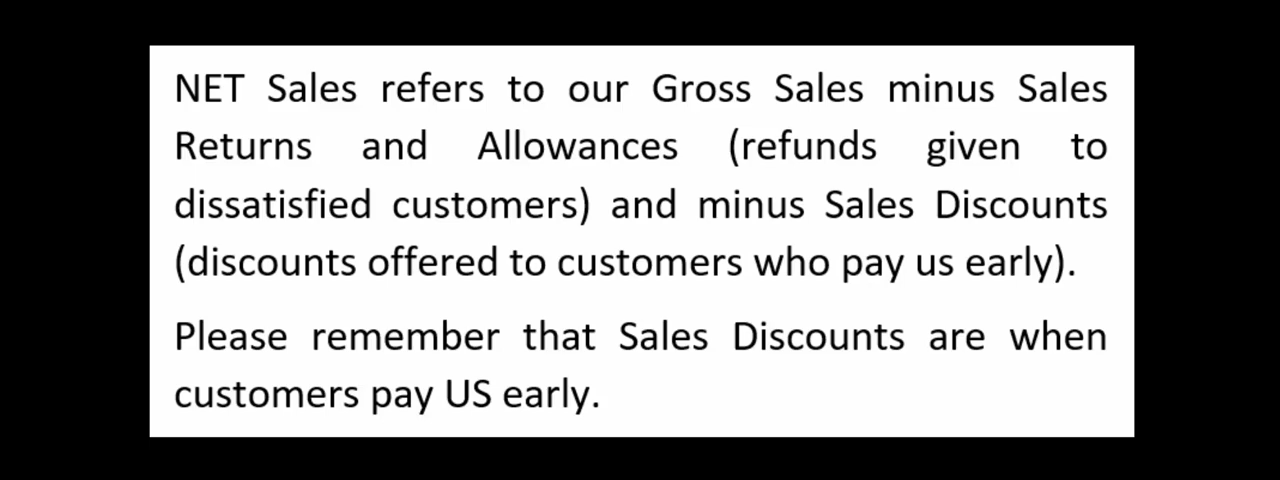 NET Sales refers to our Gross Sales minus Sales
Returns and Allowances (refunds given to
dissatisfied customers) and minus Sales Discounts
(discounts offered to customers who pay us early).
Please remember that Sales Discounts are when
customers pay US early.